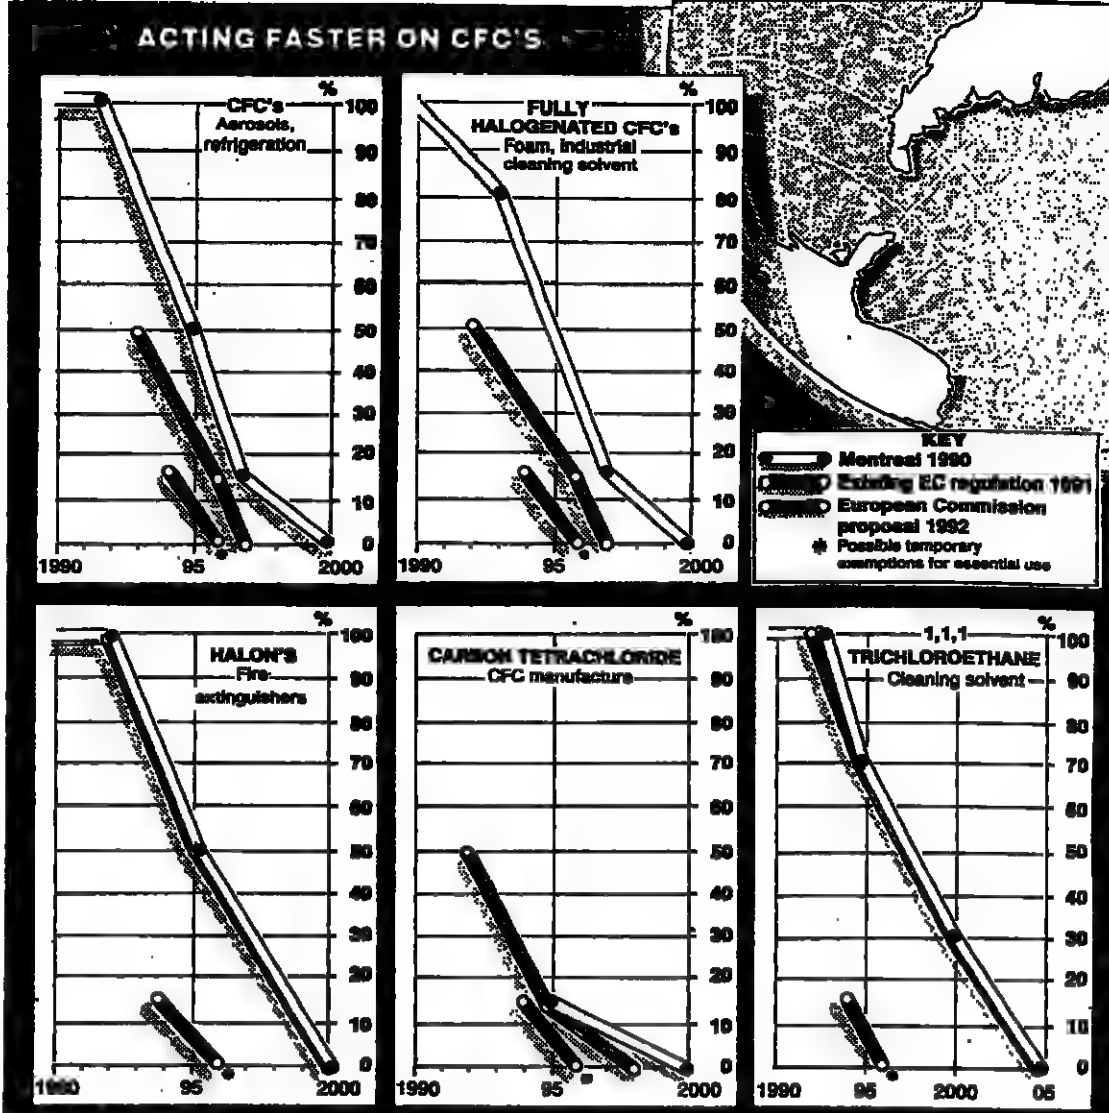 ACTING FASTER ON CFC'S
%
CFC's
Aerosols,
refrigeration
100
90
80
70
60
50
40
30
20
10
0
1990 95 2000
%
FULLY
HALOGENATED CFC's
Foam, industrial
cleaning solvent
100
90
80
70
60
50
40
30
20
10
0
1990 95 2000
KEY
Montreal 1990
Existing EC regulation 1991
European Commission
proposal 1992
* Possible temporary
exemptions for essential use
%
HALON'S
Fire
extinguishers
100
90
80
70
60
50
40
30
20
10
0
*
1990 95 2000
%
CARBON TETRACHLORIDE
CFC manufacture
100
90
80
70
60
50
40
30
20
10
0
*
1990 95 2000
%
1,1,1
TRICHLOROETHANE
Cleaning solvent
100
90
80
70
60
50
40
30
20
10
0
*
1990 95 2000 05